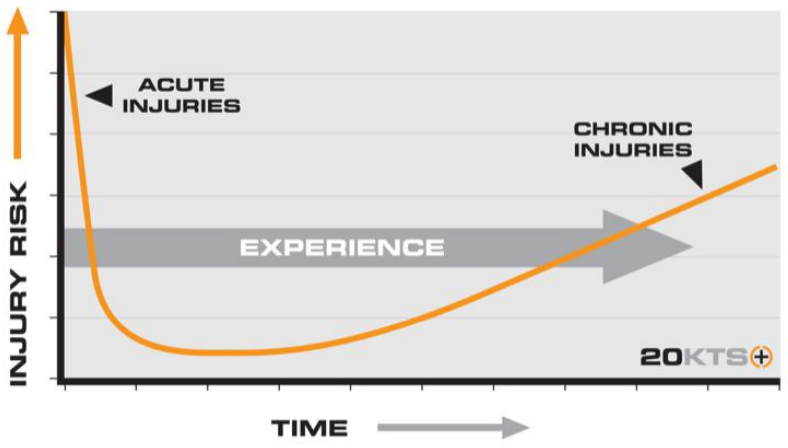 ACUTE
INJURIES
CHRONIC
INJURIES
INJURY RISK
EXPERIENCE
20KTS+
TIME